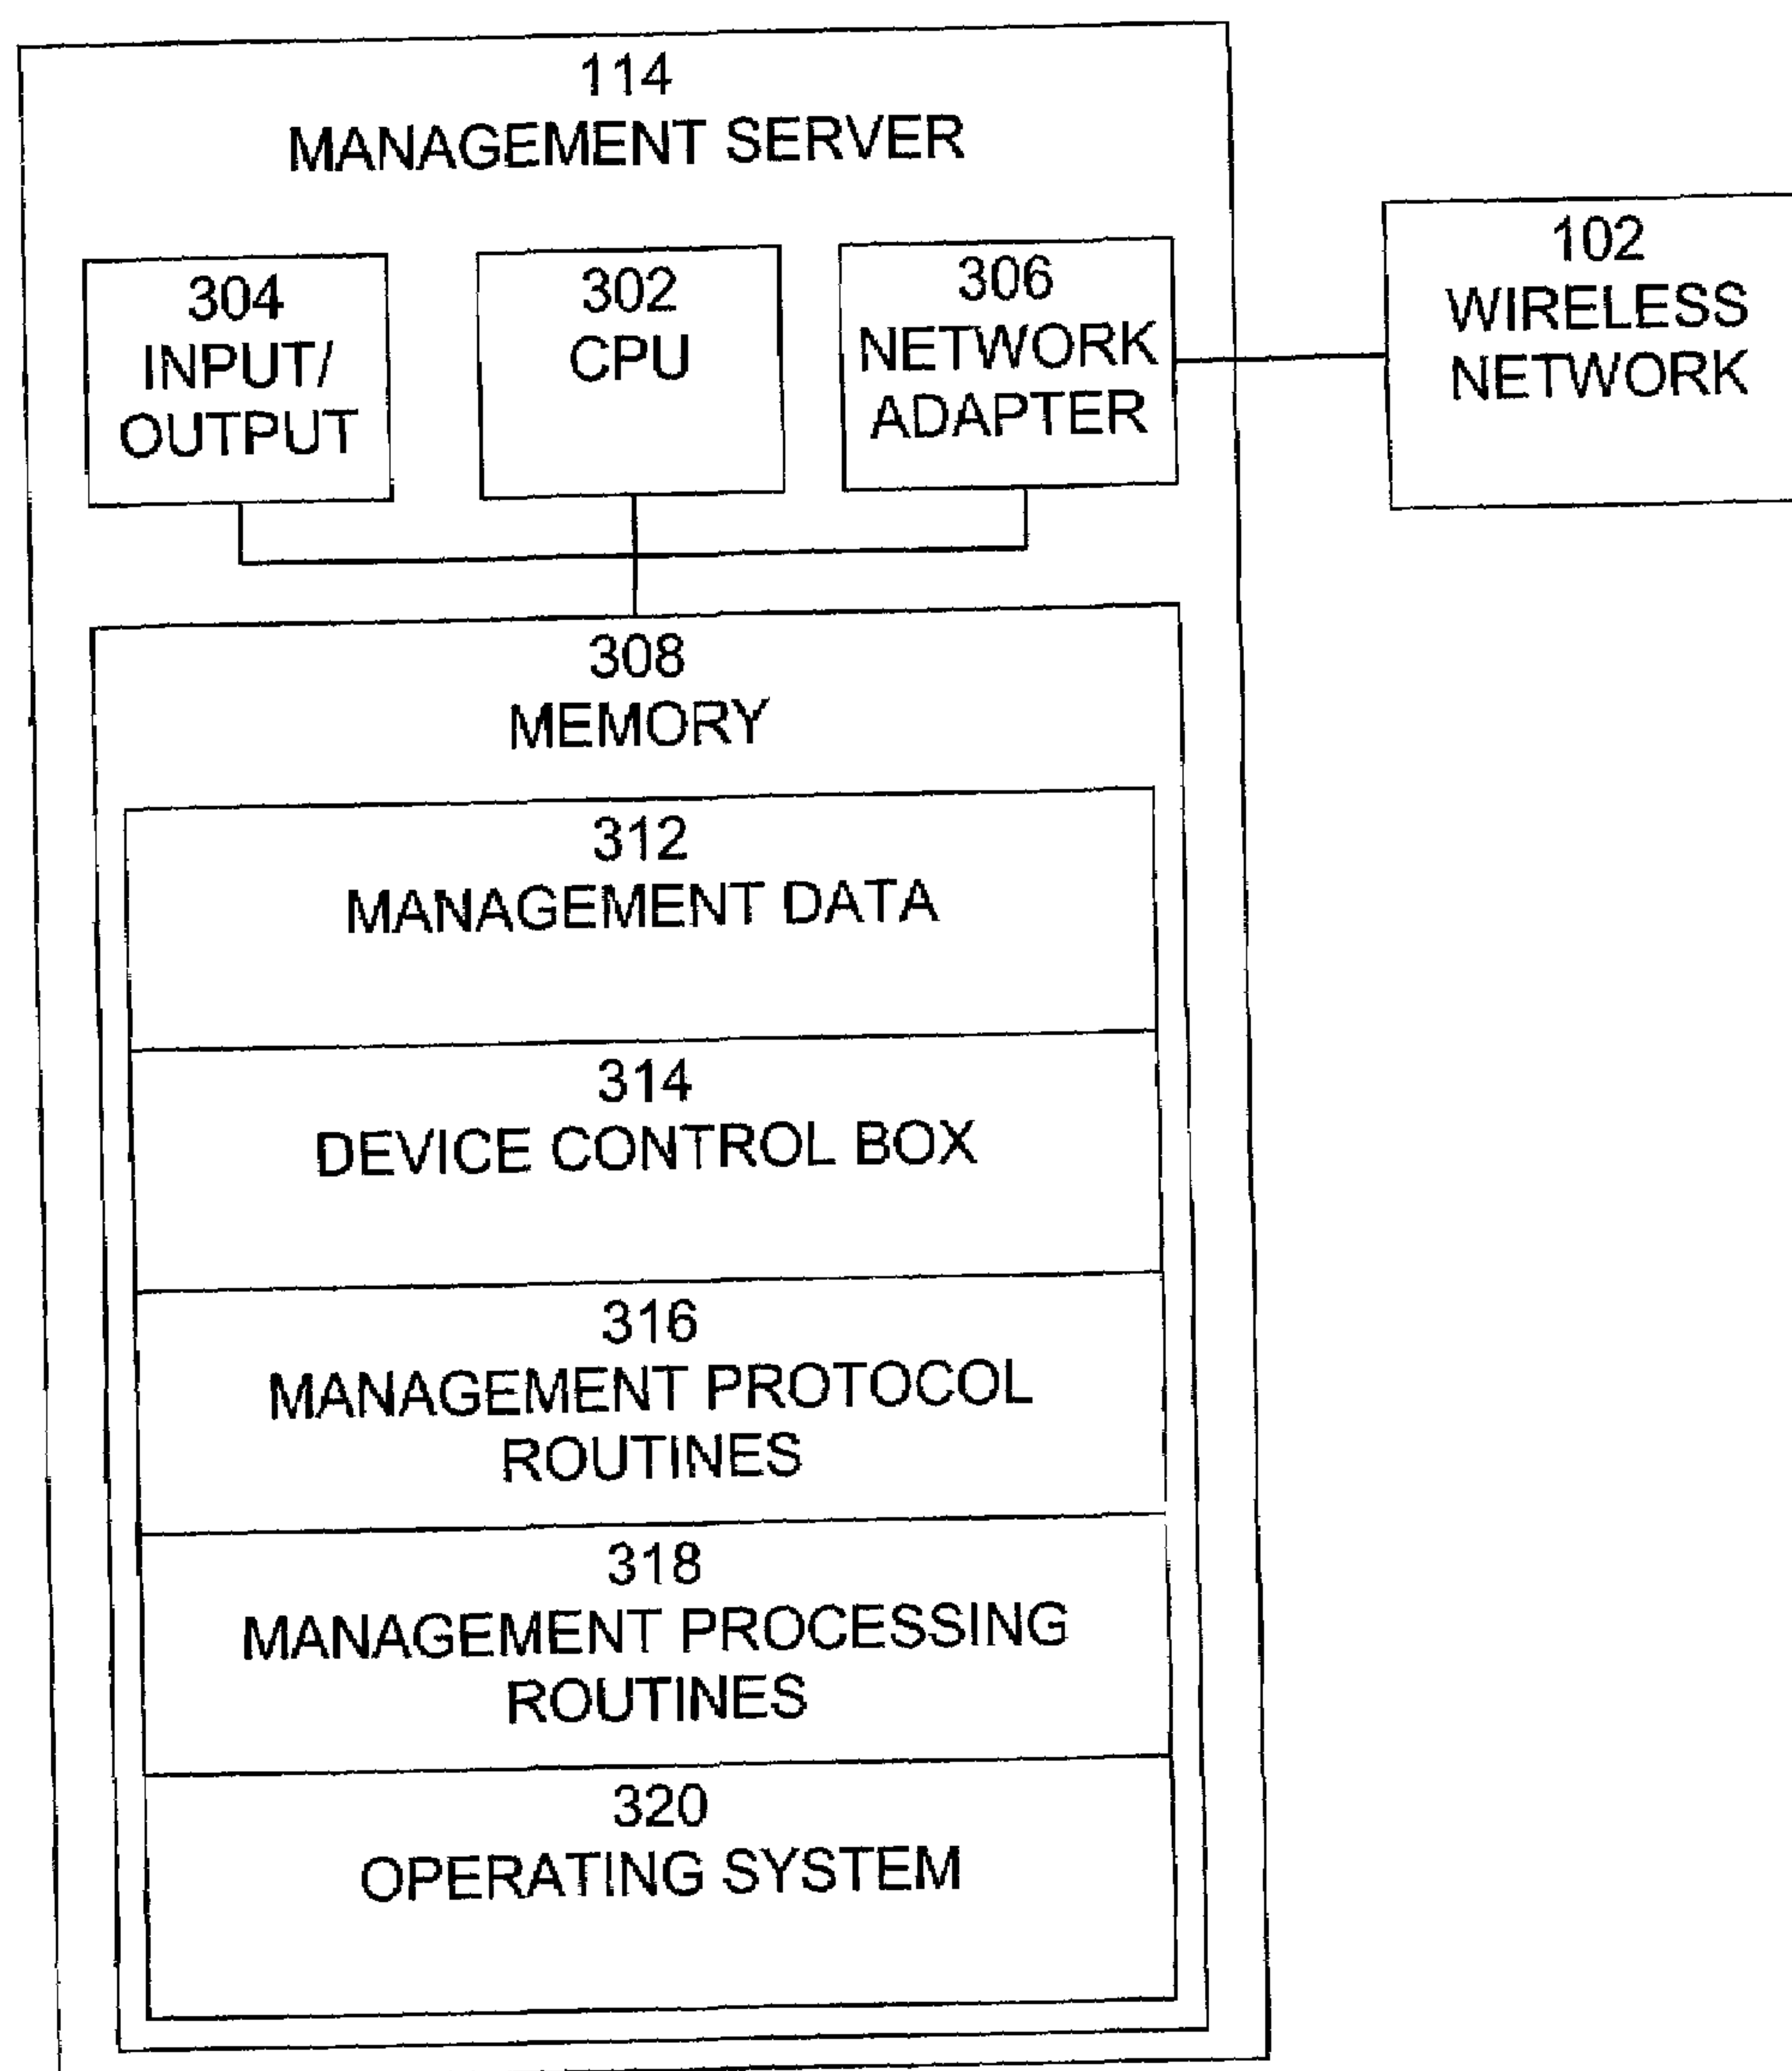 114
MANAGEMENT SERVER
304
INPUT/
OUTPUT
302
CPU
306
NETWORK
ADAPTER
102
WIRELESS
NETWORK
308
MEMORY
312
MANAGEMENT DATA
314
DEVICE CONTROL BOX
316
MANAGEMENT PROTOCOL
ROUTINES
318
MANAGEMENT PROCESSING
ROUTINES
320
OPERATING SYSTEM